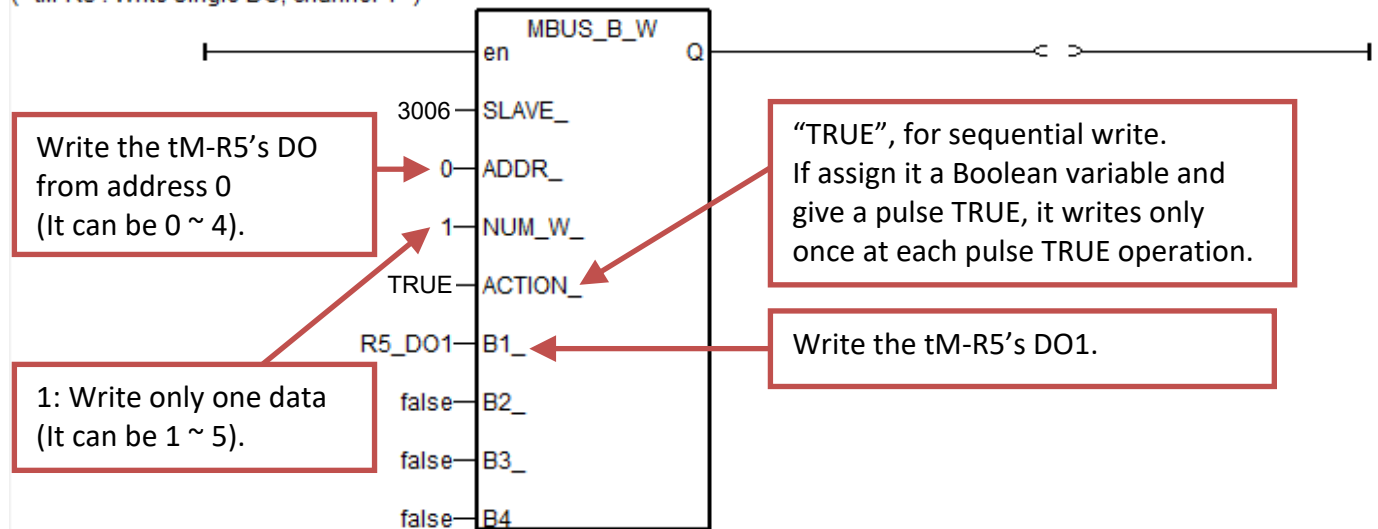 MBUS_B_W
en Q
3006 SLAVE_
Write the tM-R5’s DO
from address 0
(It can be 0 ~ 4).
0 ADDR_
“TRUE”, for sequential write.
If assign it a Boolean variable and
give a pulse TRUE, it writes only
once at each pulse TRUE operation.
1 NUM_W_
TRUE ACTION_
R5_DO1 B1_
Write the tM-R5’s DO1.
1: Write only one data
(It can be 1 ~ 5).
false B2_
false B3_
false B4